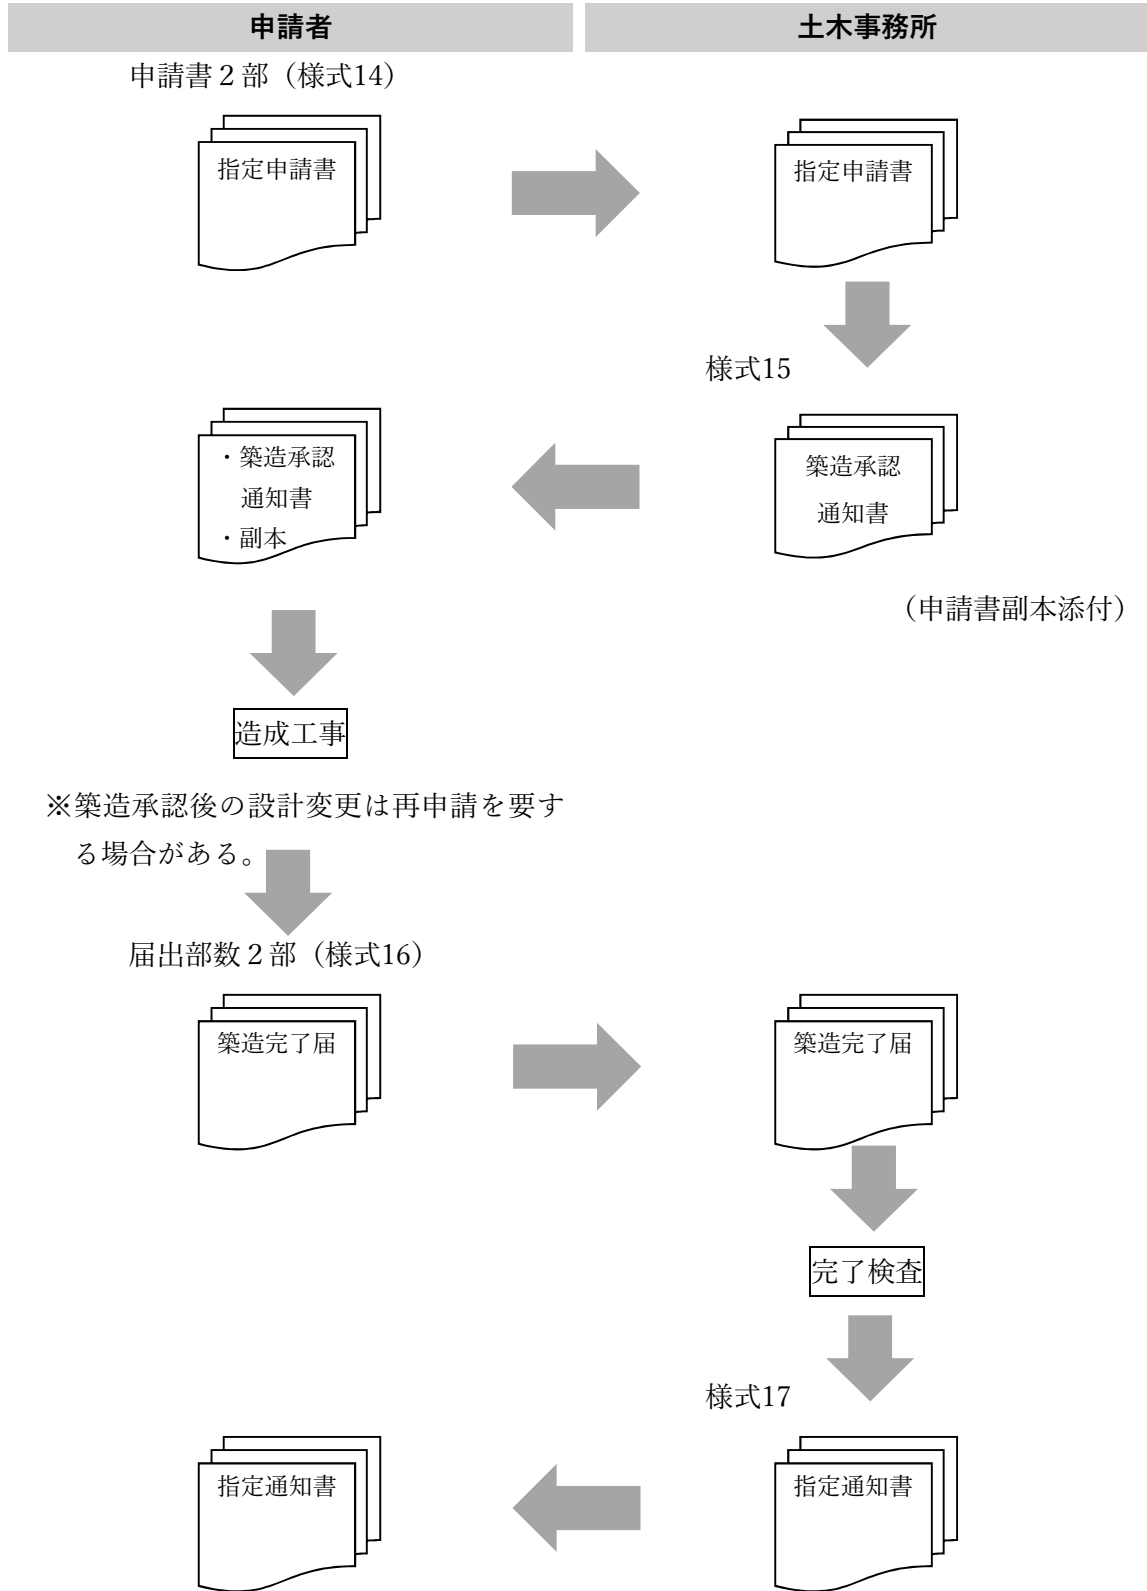 申請者
土木事務所
申請書２部（様式14）
指定申請書
指定申請書
様式15
・築造承認
通知書
・副本
築造承認
通知書
（申請書副本添付）
造成工事
※築造承認後の設計変更は再申請を要す
る場合がある。
届出部数２部（様式16）
築造完了届
築造完了届
完了検査
様式17
指定通知書
指定通知書